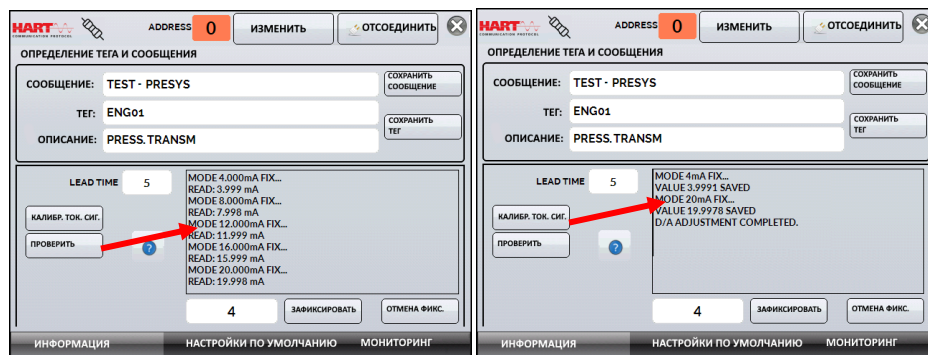 HART
COMMUNICATION PROTOCOL
ADDRESS 0 ИЗМЕНИТЬ ОТСОЕДИНИТЬ
ОПРЕДЕЛЕНИЕ ТЕГА И СООБЩЕНИЯ
СООБЩЕНИЕ: TEST - PRESYS
СОХРАНИТЬ
СООБЩЕНИЕ
ТЕГ: ENG01
СОХРАНИТЬ
ТЕГ
ОПИСАНИЕ: PRESS. TRANSM
LEAD TIME 5
КАЛИБР. ТОК. СИГ.
ПРОВЕРИТЬ
?
MODE 4.000mA FIX...
READ: 3.999 mA
MODE 8.000mA FIX...
READ: 7.998 mA
MODE 12.000mA FIX...
READ: 11.999 mA
MODE 16.000mA FIX...
READ: 15.999 mA
MODE 20.000mA FIX...
READ: 19.998 mA
4 ЗАФИКСИРОВАТЬ ОТМЕНА ФИКС.
ИНФОРМАЦИЯ НАСТРОЙКИ ПО УМОЛЧАНИЮ МОНИТОРИНГ
HART
COMMUNICATION PROTOCOL
ADDRESS 0 ИЗМЕНИТЬ ОТСОЕДИНИТЬ
ОПРЕДЕЛЕНИЕ ТЕГА И СООБЩЕНИЯ
СООБЩЕНИЕ: TEST - PRESYS
СОХРАНИТЬ
СООБЩЕНИЕ
ТЕГ: ENG01
СОХРАНИТЬ
ТЕГ
ОПИСАНИЕ: PRESS. TRANSM
LEAD TIME 5
КАЛИБР. ТОК. СИГ.
ПРОВЕРИТЬ
?
MODE 4mA FIX...
VALUE 3.9991 SAVED
MODE 20mA FIX...
VALUE 19.9978 SAVED
D/A ADJUSTMENT COMPLETED.
4 ЗАФИКСИРОВАТЬ ОТМЕНА ФИКС.
ИНФОРМАЦИЯ НАСТРОЙКИ ПО УМОЛЧАНИЮ МОНИТОРИНГ